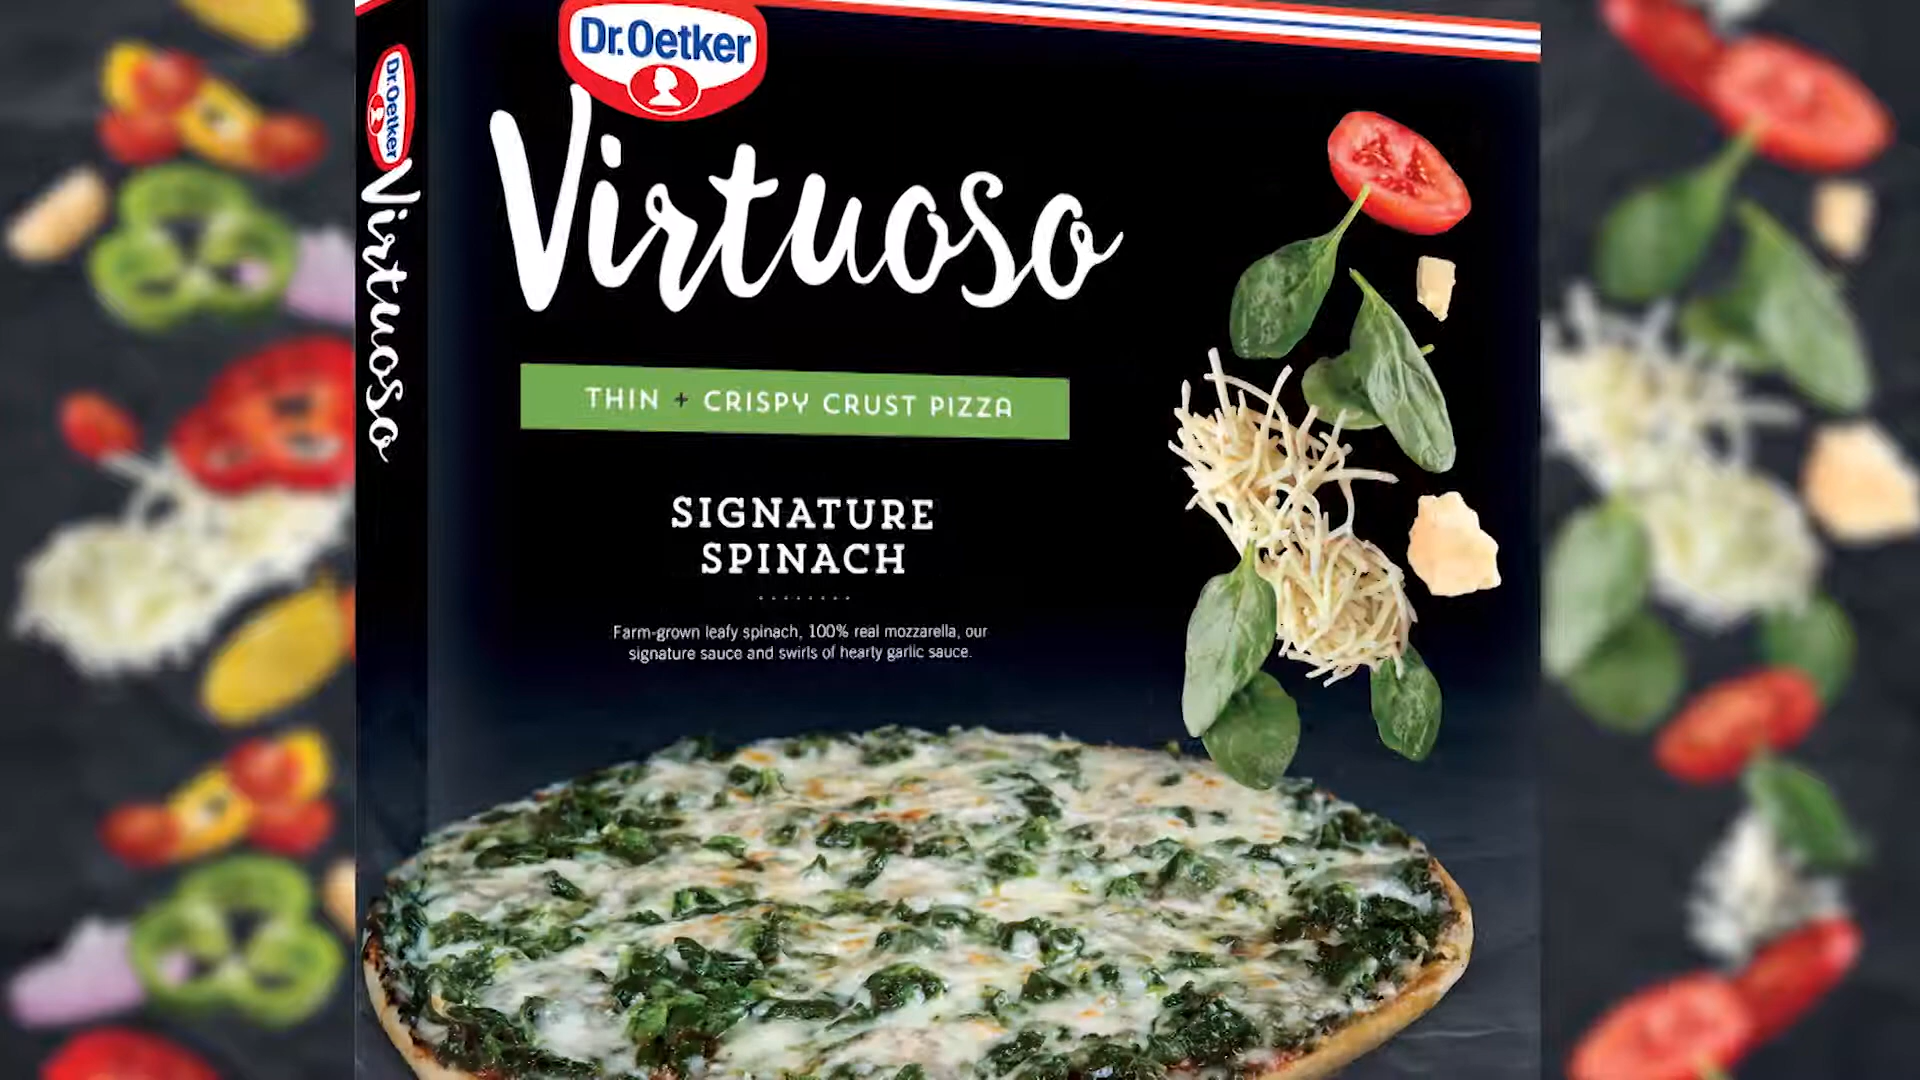 Dr. Oetker
Virtuoso
THIN + CRISPY CRUST PIZZA
SIGNATURE
SPINACH
Farm-grown leafy spinach, 100% real mozzarella, our
signature sauce and swirls of hearty garlic sauce.
Dr. Oetker
Virtuoso